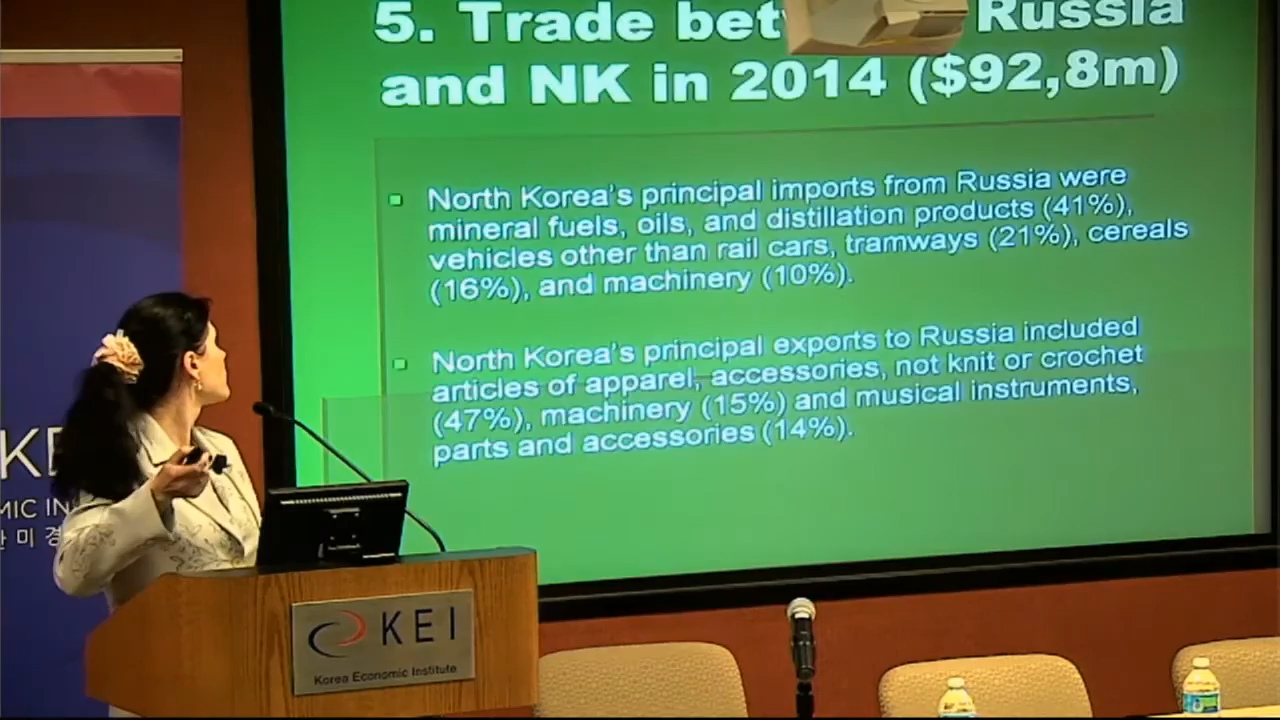 5. Trade bet Russia
and NK in 2014 ($92,8m)
North Korea's principal imports from Russia were
mineral fuels, oils, and distillation products (41%),
vehicles other than rail cars, tramways (21%), cereals
(16%), and machinery (10%).
North Korea's principal exports to Russia included
articles of apparel, accessories, not knit or crochet
(47%), machinery (15%) and musical instruments,
parts and accessories (14%).
KE
MIC IN
미 경
KEI
Korea Economic Institute